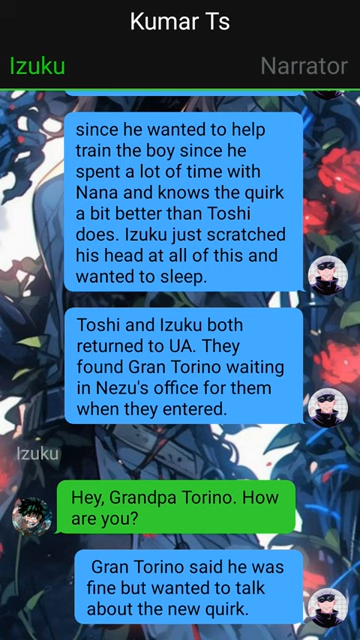 Kumar Ts
Izuku
Narrator
since he wanted to help
train the boy since he
spent a lot of time with
Nana and knows the quirk
a bit better than Toshi
does. Izuku just scratched
his head at all of this and
wanted to sleep.
Toshi and Izuku both
returned to UA. They
found Gran Torino waiting
in Nezu's office for them
when they entered.
Izuku
Hey, Grandpa Torino. How
are you?
Gran Torino said he was
fine but wanted to talk
about the new quirk.